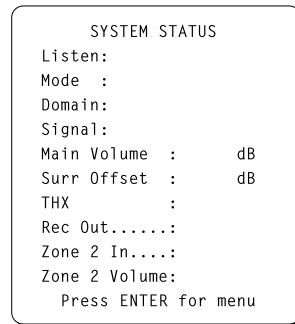 SYSTEM STATUS
Listen:
Mode :
Domain:
Signal:
Main Volume : dB
Surr Offset : dB
THX :
Rec Out......:
Zone 2 In....:
Zone 2 Volume:
Press ENTER for menu